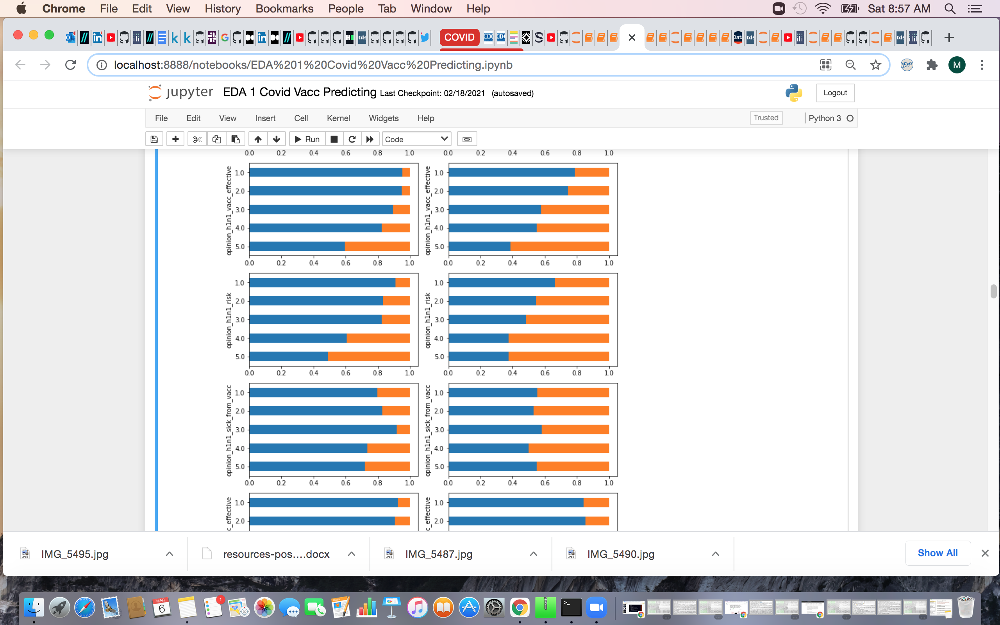 Chrome File Edit View History Bookmarks People Tab Window Help Sat 8:57 AM
COVID
localhost:8888/notebooks/EDA%201%20Covid%20Vacc%20Predicting.ipynb M
jupyter EDA 1 Covid Vacc Predicting Last Checkpoint: 02/18/2021 (autosaved) Logout
File Edit View Insert Cell Kernel Widgets Help Trusted Python 3
Run Code
0.0 0.2 0.4 0.6 0.8 1.0 0.0 0.2 0.4 0.6 0.8 1.0
opinion_h1n1_vacc_effective
1.0
2.0
3.0
4.0
5.0
0.0 0.2 0.4 0.6 0.8 1.0
opinion_h1n1_vacc_effective
1.0
2.0
3.0
4.0
5.0
0.0 0.2 0.4 0.6 0.8 1.0
opinion_h1n1_risk
1.0
2.0
3.0
4.0
5.0
0.0 0.2 0.4 0.6 0.8 1.0
opinion_h1n1_risk
1.0
2.0
3.0
4.0
5.0
0.0 0.2 0.4 0.6 0.8 1.0
opinion_h1n1_sick_from_vacc
1.0
2.0
3.0
4.0
5.0
0.0 0.2 0.4 0.6 0.8 1.0
opinion_h1n1_sick_from_vacc
1.0
2.0
3.0
4.0
5.0
0.0 0.2 0.4 0.6 0.8 1.0
c_effective
1.0
2.0
c_effective
1.0
2.0
IMG_5495.jpg resources-pos....docx IMG_5487.jpg IMG_5490.jpg Show All
MAR
6
1